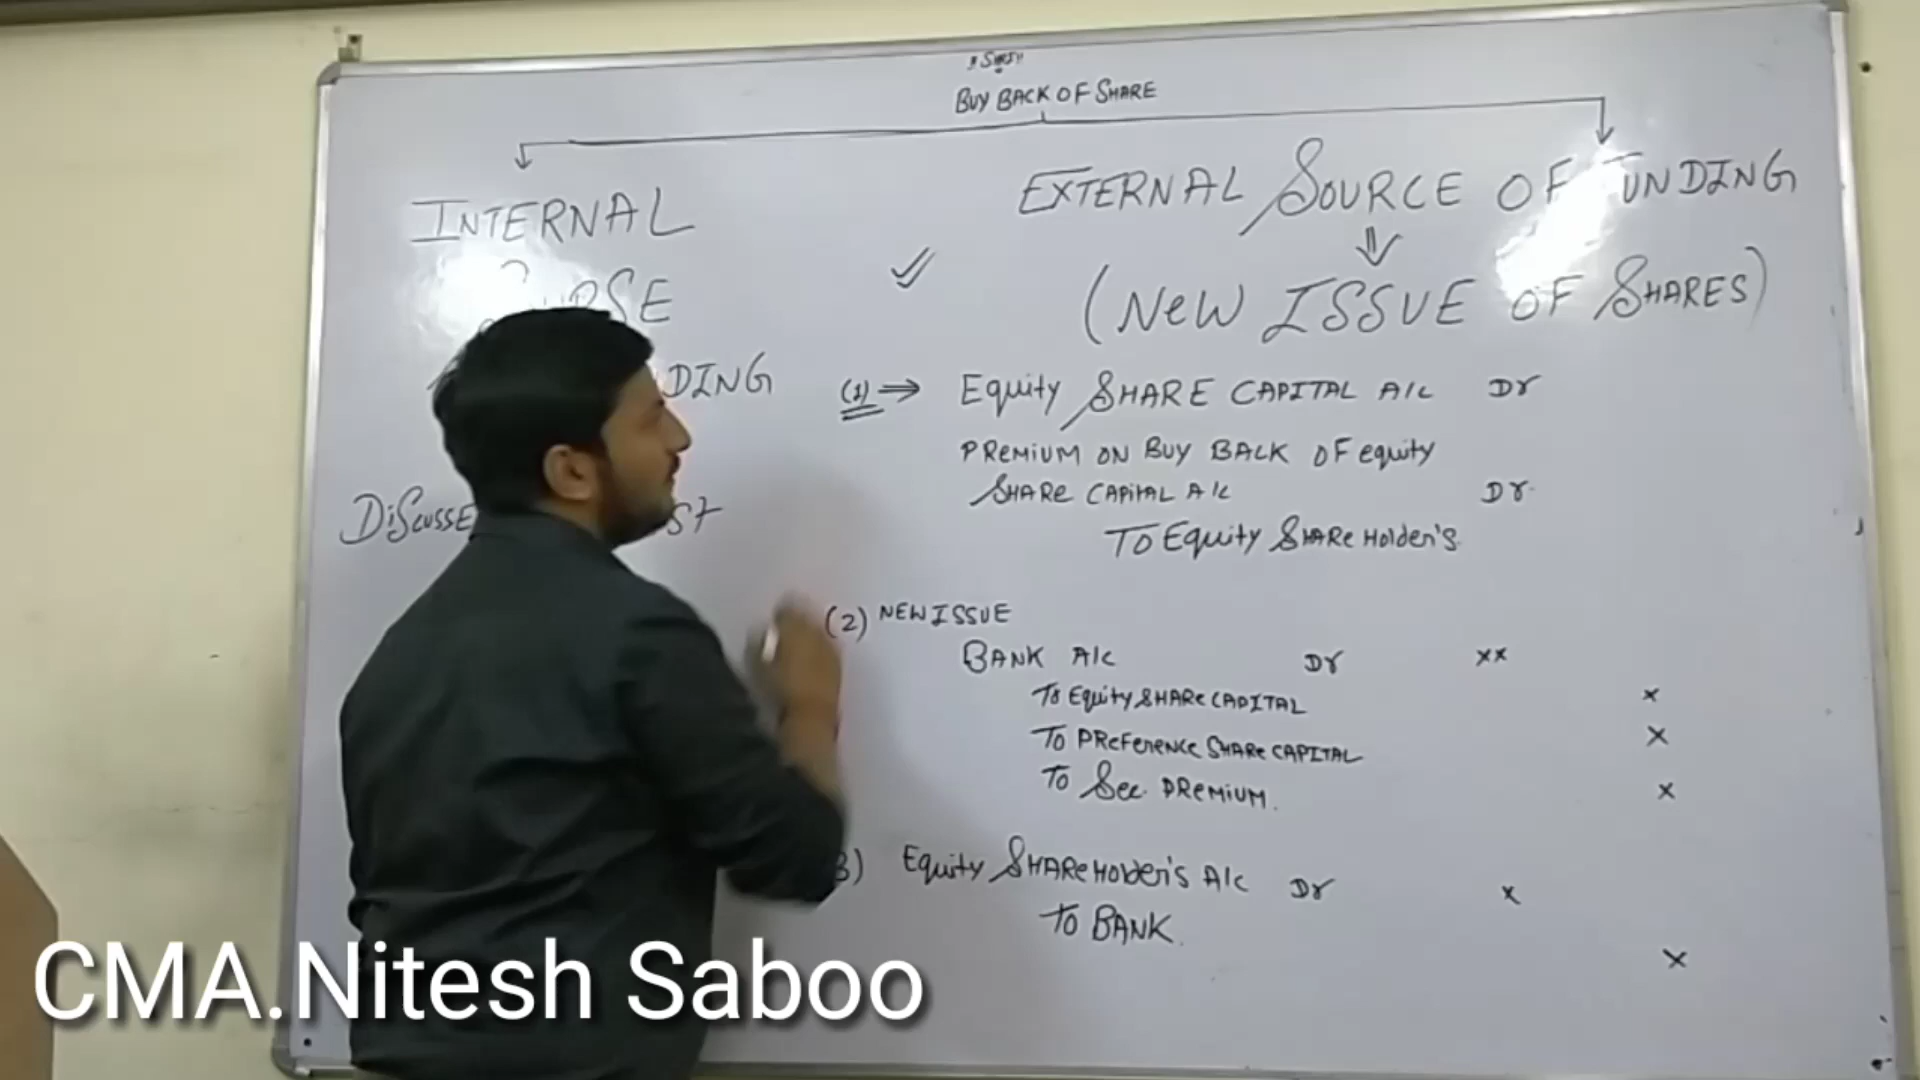 BUY BACK OF SHARE
INTERNAL
DING
EXTERNAL SOURCE OF FUNDING
(NEW ISSUE OF SHARES)
(1) ⇒ Equity SHARE CAPITAL A/c Dr
PREMIUM ON BUY BACK OF equity
SHARE CAPITAL A/c Dr
TO Equity SHARE Holder's
(2) NEW ISSUE
BANK A/c Dr xx
To Equity SHARE CAPITAL x
To PREFERENCE SHARE CAPITAL x
To Sec. PREMIUM. x
3) Equity SHAREHolder's A/c Dr x
To BANK. x
CMA.Nitesh Saboo